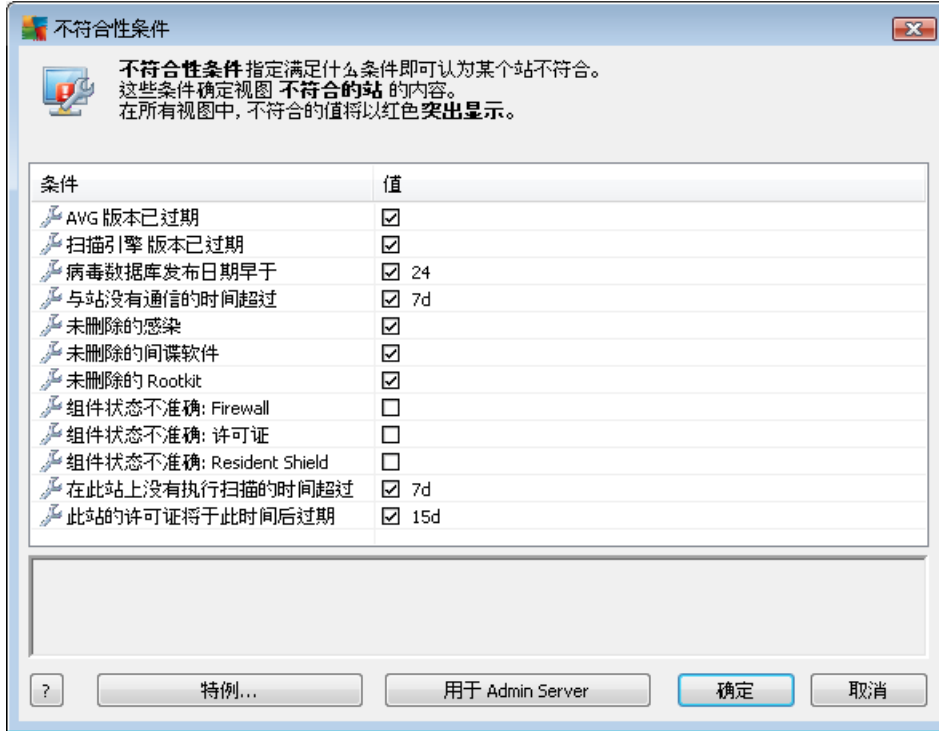 不符合性条件
不符合性条件 指定满足什么条件即可认为某个站不符合。
这些条件确定视图 不符合的站 的内容。
在所有视图中, 不符合的值将以红色突出显示。
条件 值
AVG 版本已过期
扫描引擎 版本已过期
病毒数据库发布日期早于 24
与站没有通信的时间超过 7d
未删除的感染
未删除的间谍软件
未删除的 Rootkit
组件状态不准确: Firewall
组件状态不准确: 许可证
组件状态不准确: Resident Shield
在此站上没有执行扫描的时间超过 7d
此站的许可证将于此时间后过期 15d
? 特例... 用于 Admin Server 确定 取消